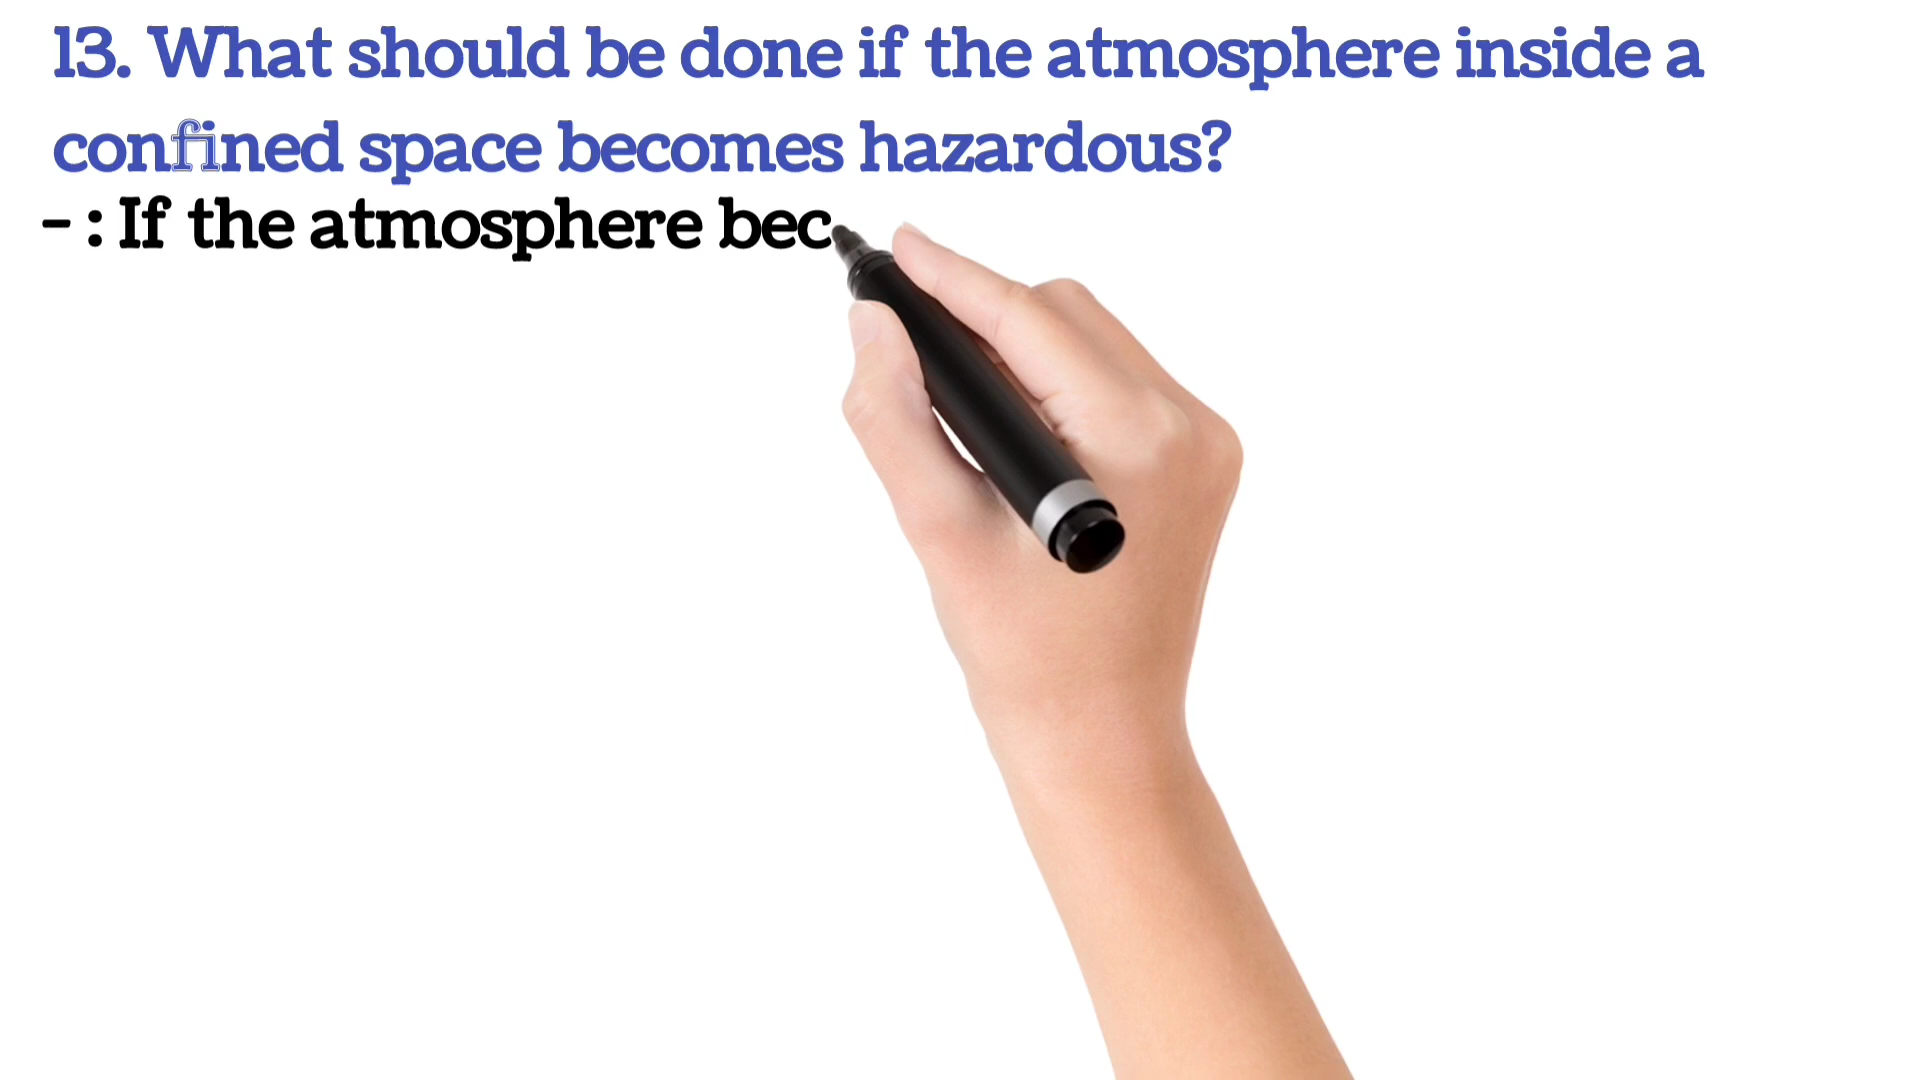 13. What should be done if the atmosphere inside a
confined space becomes hazardous?
- : If the atmosphere bec